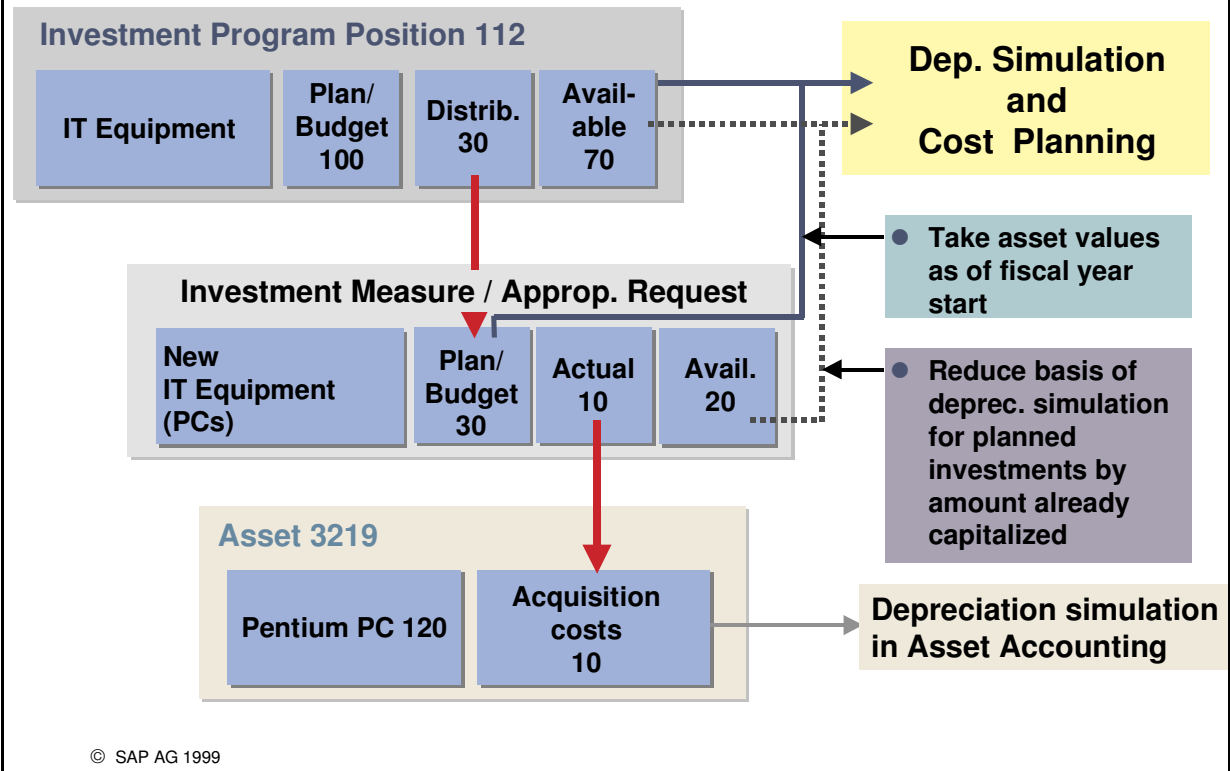 Investment Program Position 112
IT Equipment
Plan/
Budget
100
Distrib.
30
Avail-
able
70
Dep. Simulation
and
Cost Planning
Take asset values
as of fiscal year
start
Investment Measure / Approp. Request
New
IT Equipment
(PCs)
Plan/
Budget
30
Actual
10
Avail.
20
Reduce basis of
deprec. simulation
for planned
investments by
amount already
capitalized
Asset 3219
Pentium PC 120
Acquisition
costs
10
Depreciation simulation
in Asset Accounting
© SAP AG 1999